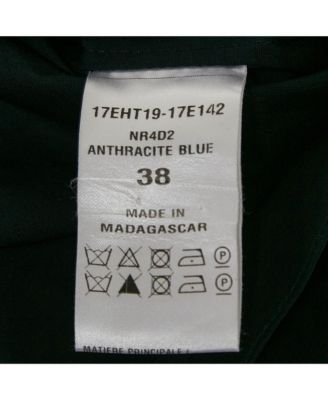 17EHT19-17E142
NR4D2
ANTHRACITE BLUE
38
MADE IN
MADAGASCAR
P
P
MATIERE PRINCIPALE /